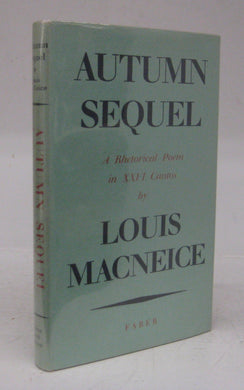 AUTUMN
SEQUEL
A Rhetorical Poem
in XXVI Cantos
by
LOUIS
MACNEICE
FABER
AUTUMN SEQUEL